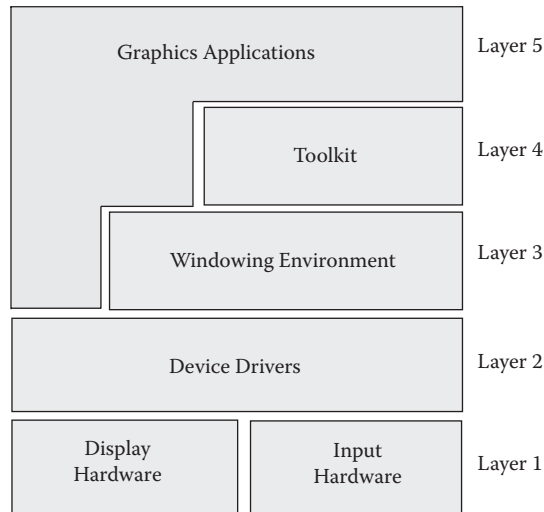 Graphics Applications
Layer 5
Toolkit
Layer 4
Windowing Environment
Layer 3
Device Drivers
Layer 2
Display
Hardware
Input
Hardware
Layer 1